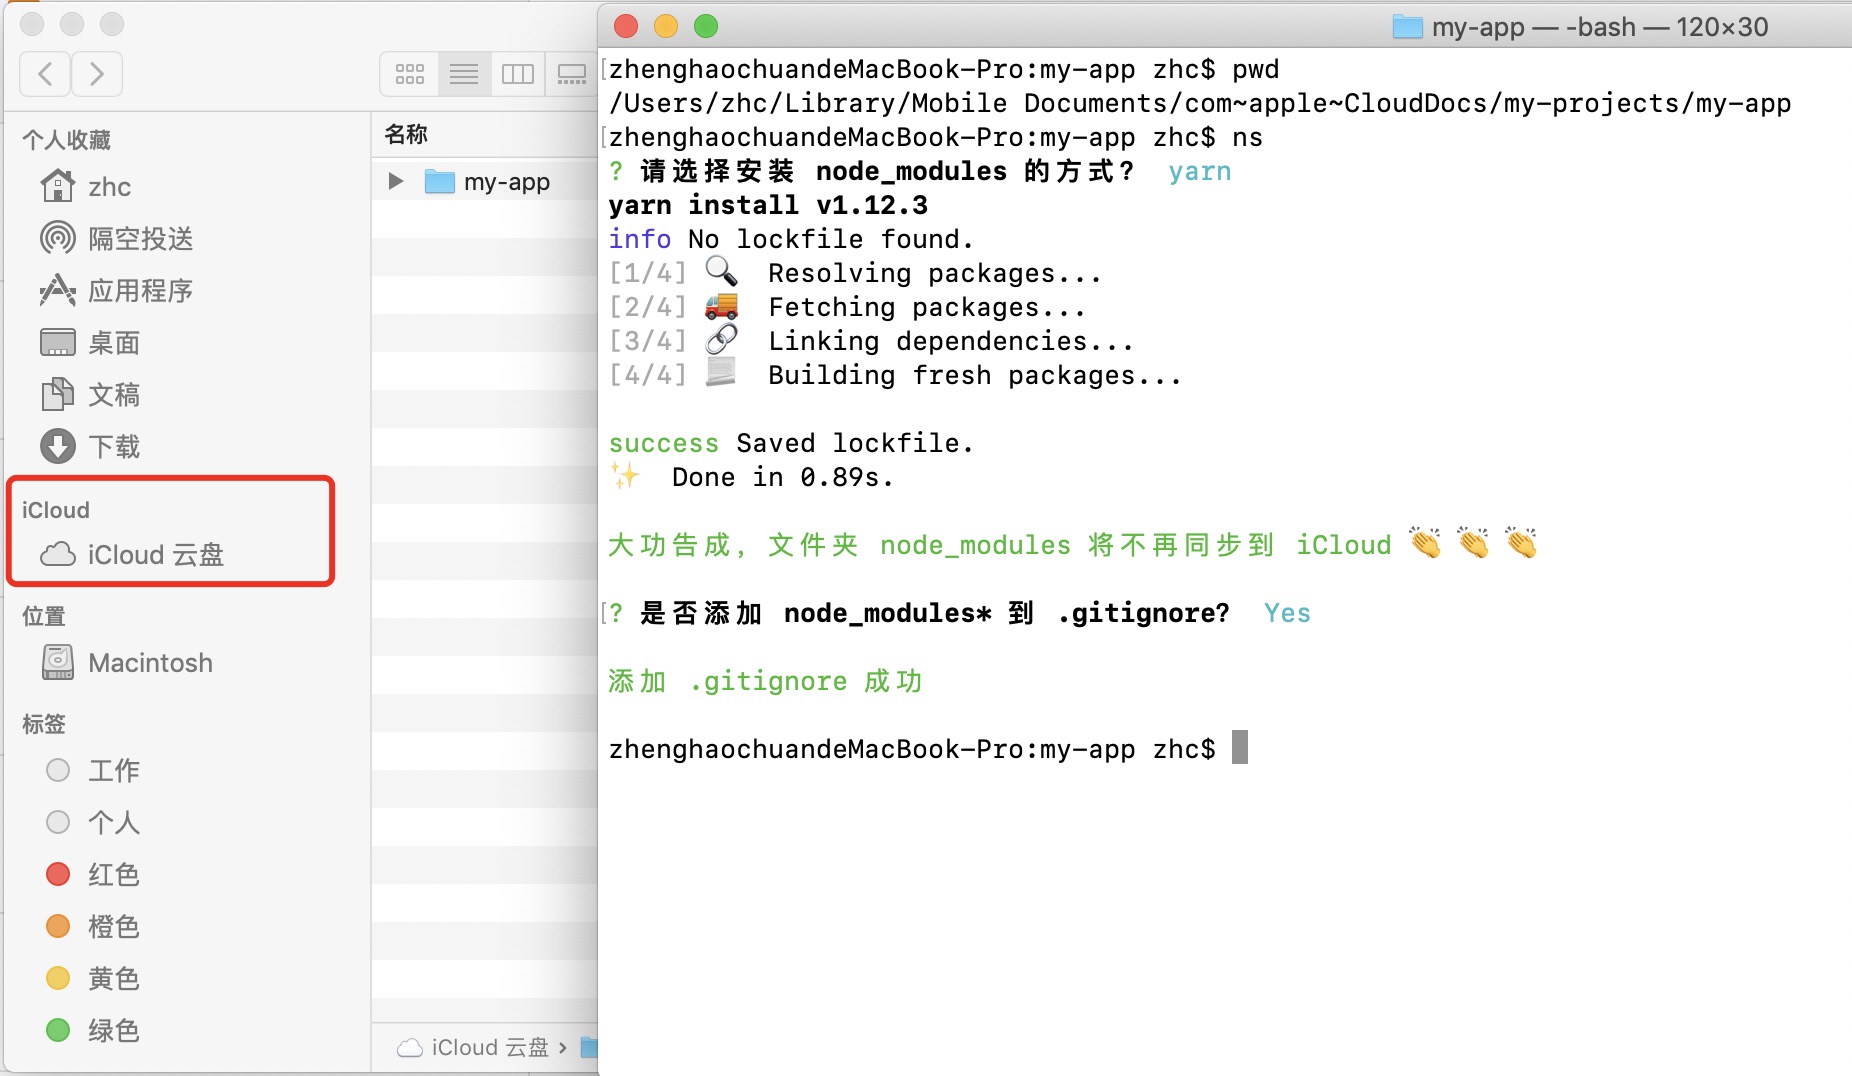 个人收藏
zhc
隔空投送
应用程序
桌面
文稿
下载
iCloud
iCloud 云盘
位置
Macintosh
标签
工作
个人
红色
橙色
黄色
绿色
名称
my-app
iCloud 云盘 ›
my-app — -bash — 120×30
[zhenghaochuandeMacBook-Pro:my-app zhc$ pwd
/Users/zhc/Library/Mobile Documents/com~apple~CloudDocs/my-projects/my-app
[zhenghaochuandeMacBook-Pro:my-app zhc$ ns
? 请选择安装 node_modules 的方式? yarn
yarn install v1.12.3
info No lockfile found.
[1/4] 🔍 Resolving packages...
[2/4] 🚚 Fetching packages...
[3/4] 🔗 Linking dependencies...
[4/4] 📃 Building fresh packages...
success Saved lockfile.
✨ Done in 0.89s.
大功告成, 文件夹 node_modules 将不再同步到 iCloud 👏 👏 👏
[? 是否添加 node_modules* 到 .gitignore? Yes
添加 .gitignore 成功
zhenghaochuandeMacBook-Pro:my-app zhc$